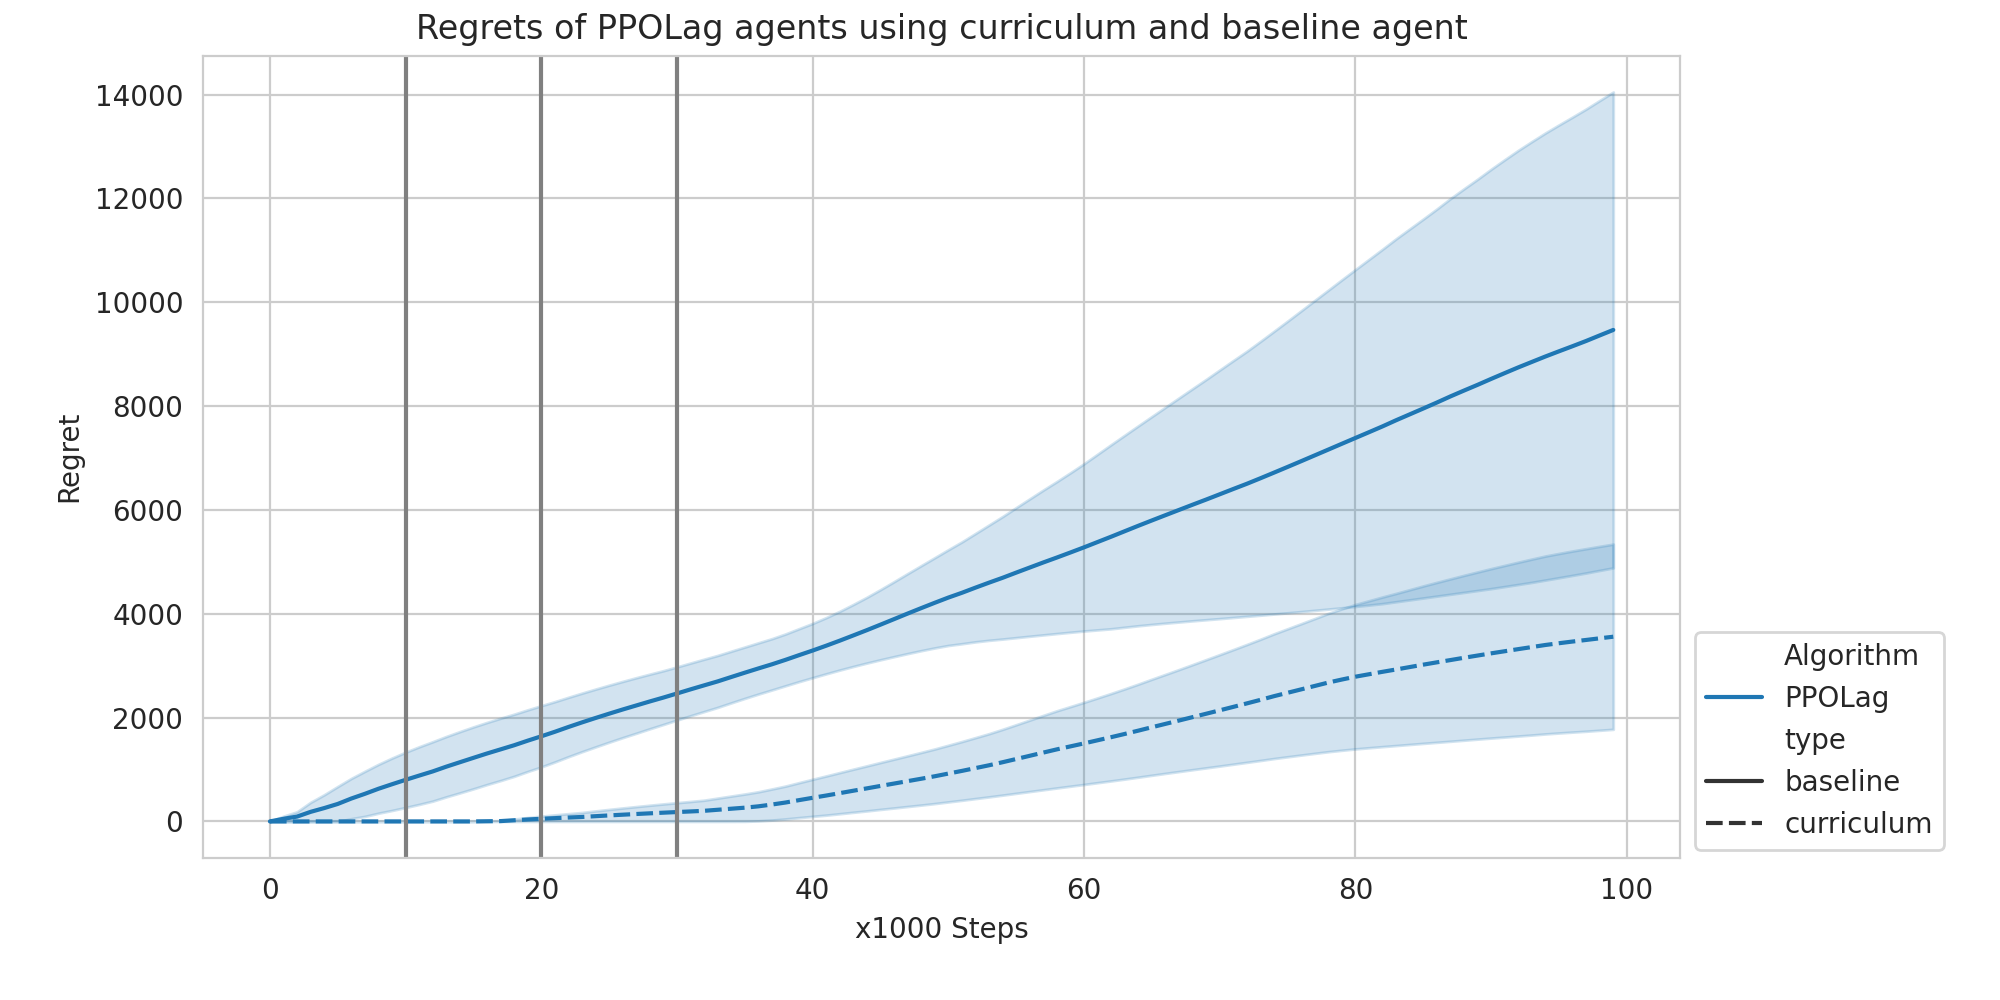 Regrets of PPOLag agents using curriculum and baseline agent
14000
12000
10000
8000
6000
4000
2000
0
Regret
0 20 40 60 80 100
x1000 Steps
Algorithm
PPOLag
type
baseline
curriculum